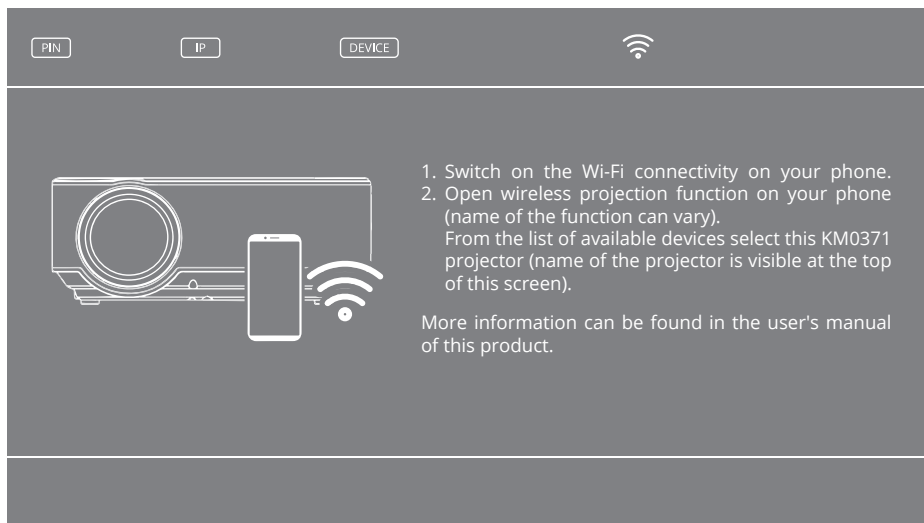 PIN
IP
DEVICE
1. Switch on the Wi-Fi connectivity on your phone.
2. Open wireless projection function on your phone
(name of the function can vary).
From the list of available devices select this KM0371
projector (name of the projector is visible at the top
of this screen).
More information can be found in the user's manual
of this product.